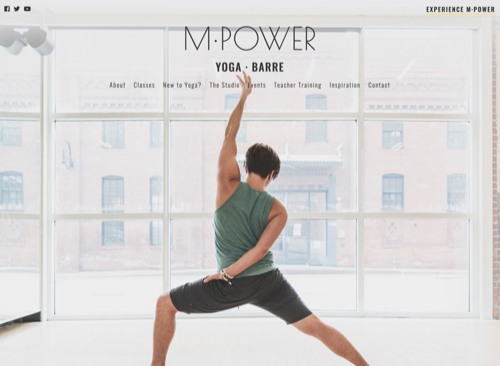 EXPERIENCE M·POWER
M·POWER
YOGA · BARRE
About Classes New to Yoga? The Studio Events Teacher Training Inspiration Contact